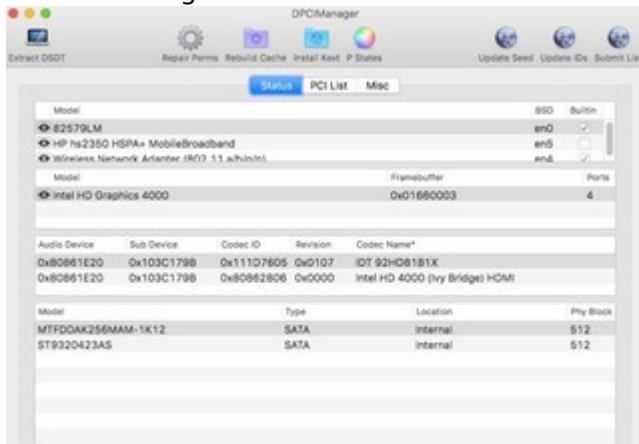 DPCIManager
Extract DSDT Repair Perms Rebuild Cache Install Kext P States Update Seed Update IDs Submit Lis
Status PCI List Misc
Model BSD Builtin
82579LM en0
HP hs2350 HSPA+ MobileBroadband en5
Wireless Network Adapter (802.11 a/b/g/n) en4
Model Framebuffer Ports
Intel HD Graphics 4000 0x01660003 4
Audio Device Sub Device Codec ID Revision Codec Name*
0x80861E20 0x103C179B 0x111D7605 0x0107 IDT 92HD81B1X
0x80861E20 0x103C179B 0x80862806 0x0000 Intel HD 4000 (Ivy Bridge) HDMI
Model Type Location Phy Block
MTFDDAK256MAM-1K12 SATA Internal 512
ST9320423AS SATA Internal 512